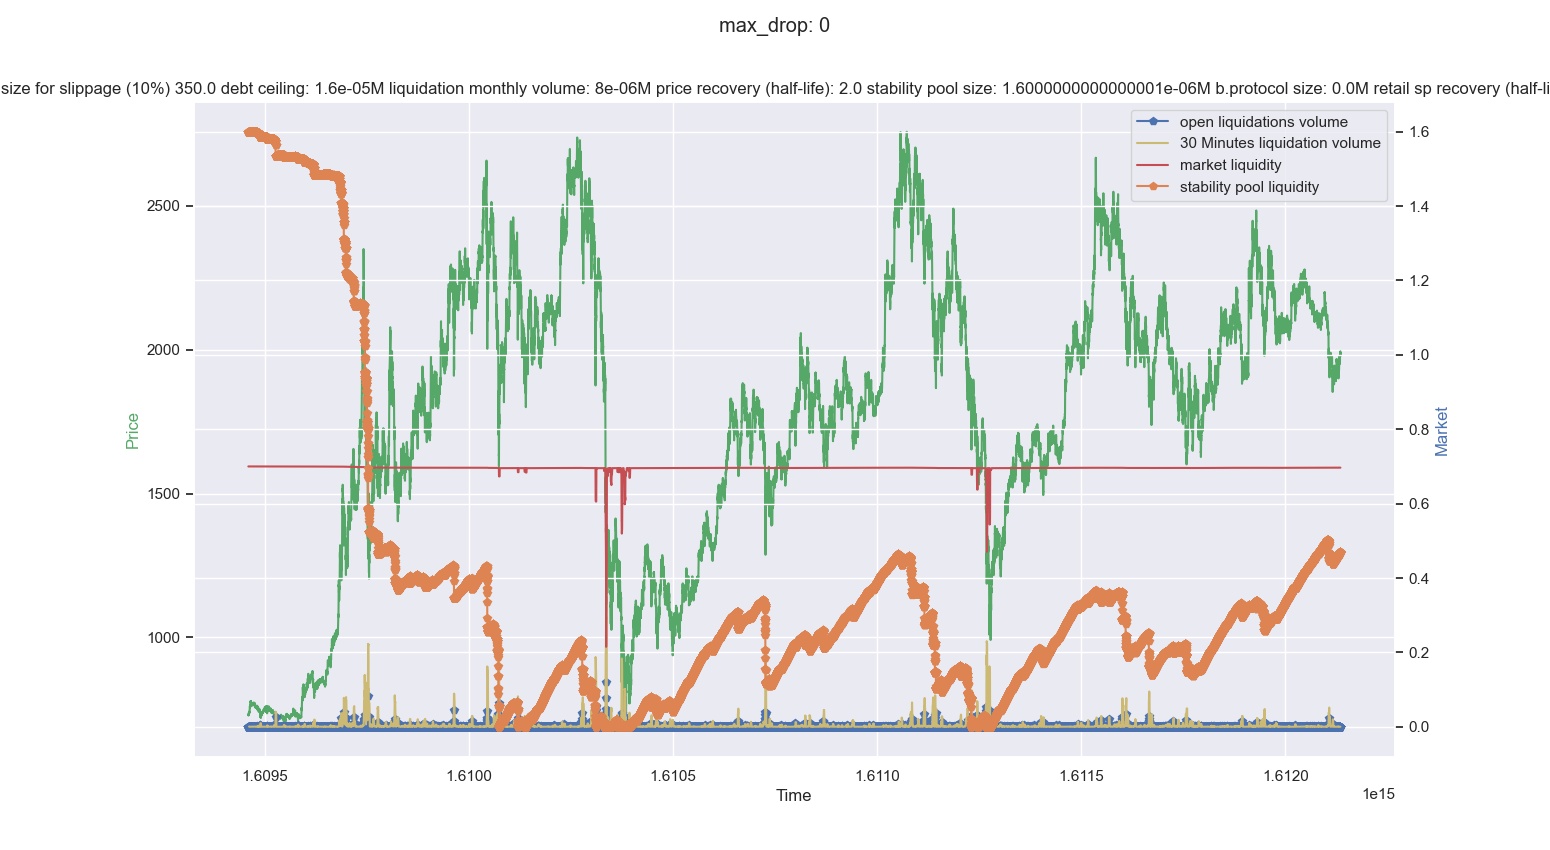 max_drop: 0
size for slippage (10%) 350.0 debt ceiling: 1.6e-05M liquidation monthly volume: 8e-06M price recovery (half-life): 2.0 stability pool size: 1.6000000000000001e-06M b.protocol size: 0.0M retail sp recovery (half-li
open liquidations volume
30 Minutes liquidation volume
market liquidity
stability pool liquidity
2500
2000
1500
1000
Price
1.6
1.4
1.2
1.0
0.8
0.6
0.4
0.2
0.0
Market
1.6095
1.6100
1.6105
1.6110
1.6115
1.6120
Time
1e15